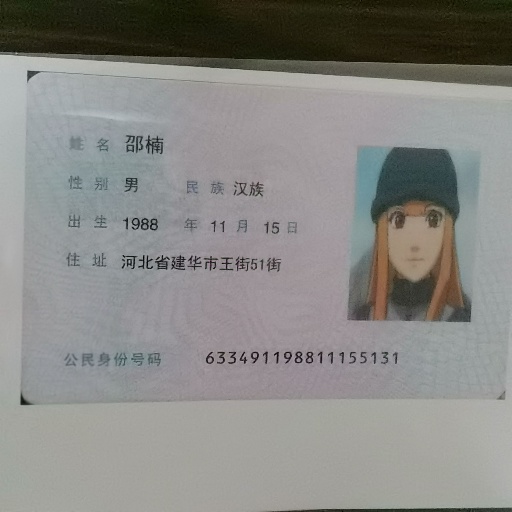 姓名 邵楠
性别 男 民族 汉族
出生 1988 年 11 月 15 日
住址 河北省建华市王街51街
公民身份号码 633491198811155131